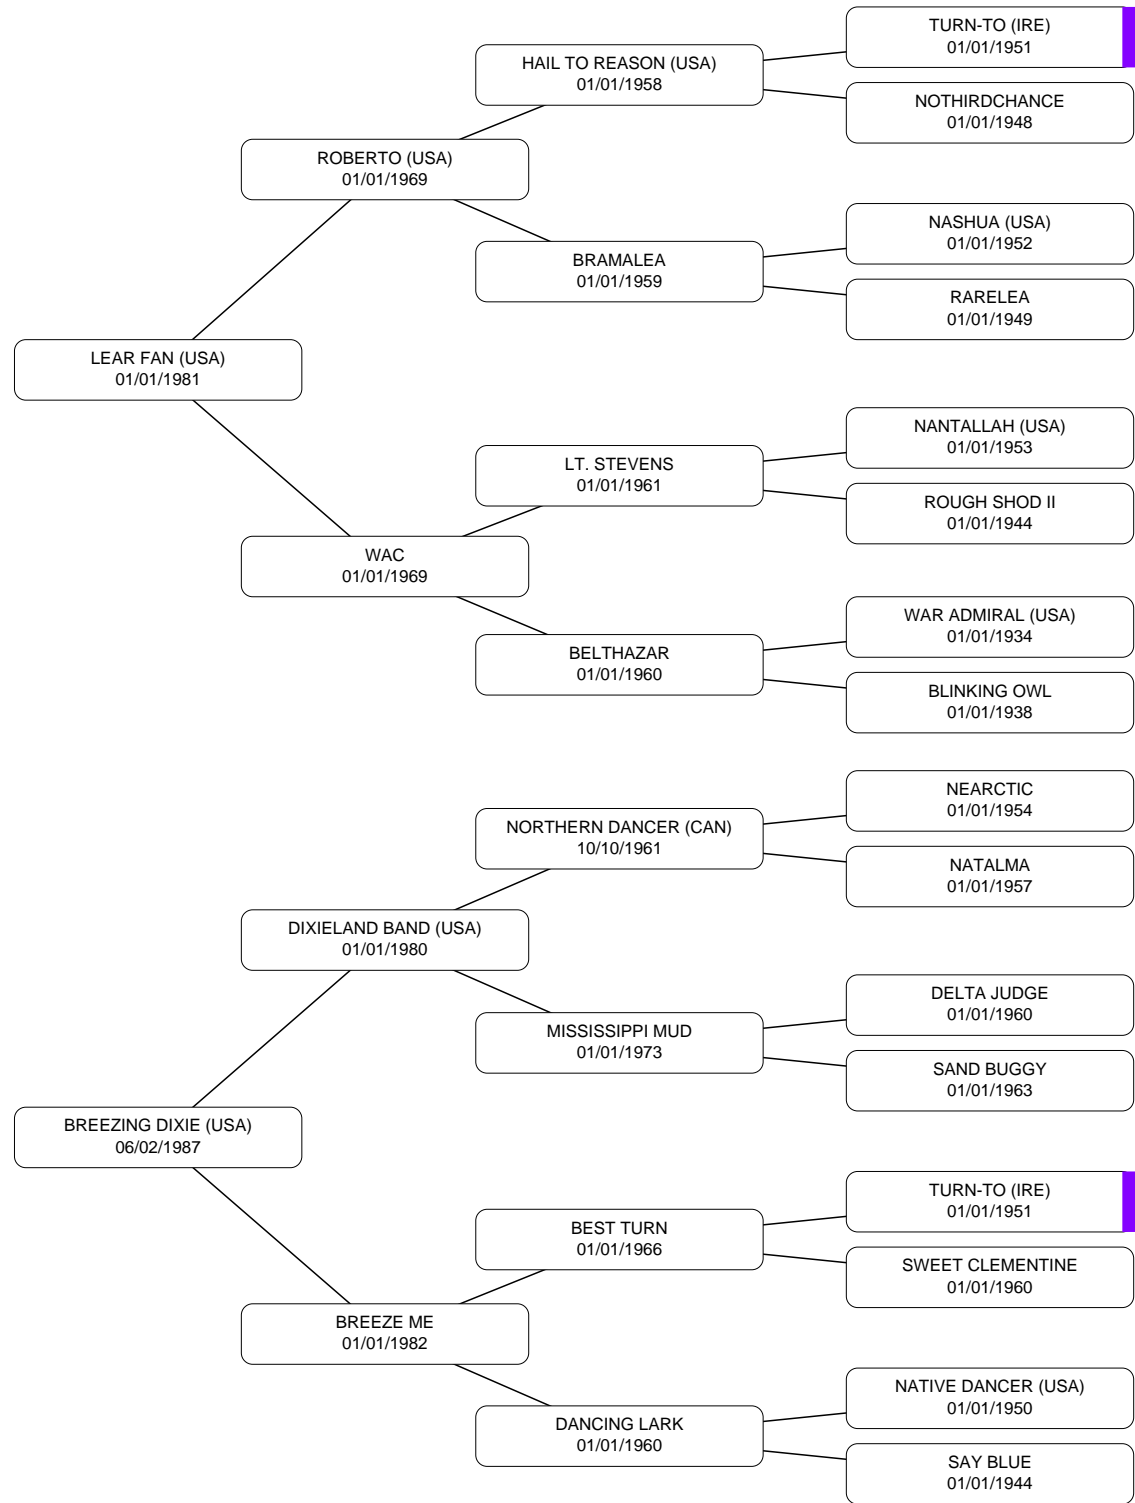 TURN-TO (IRE)
01/01/1951
HAIL TO REASON (USA)
01/01/1958
NOTHIRDCHANCE
01/01/1948
ROBERTO (USA)
01/01/1969
NASHUA (USA)
01/01/1952
BRAMALEA
01/01/1959
RARELEA
01/01/1949
LEAR FAN (USA)
01/01/1981
NANTALLAH (USA)
01/01/1953
LT. STEVENS
01/01/1961
ROUGH SHOD II
01/01/1944
WAC
01/01/1969
WAR ADMIRAL (USA)
01/01/1934
BELTHAZAR
01/01/1960
BLINKING OWL
01/01/1938
NEARCTIC
01/01/1954
NORTHERN DANCER (CAN)
10/10/1961
NATALMA
01/01/1957
DIXIELAND BAND (USA)
01/01/1980
DELTA JUDGE
01/01/1960
MISSISSIPPI MUD
01/01/1973
SAND BUGGY
01/01/1963
BREEZING DIXIE (USA)
06/02/1987
TURN-TO (IRE)
01/01/1951
BEST TURN
01/01/1966
SWEET CLEMENTINE
01/01/1960
BREEZE ME
01/01/1982
NATIVE DANCER (USA)
01/01/1950
DANCING LARK
01/01/1960
SAY BLUE
01/01/1944